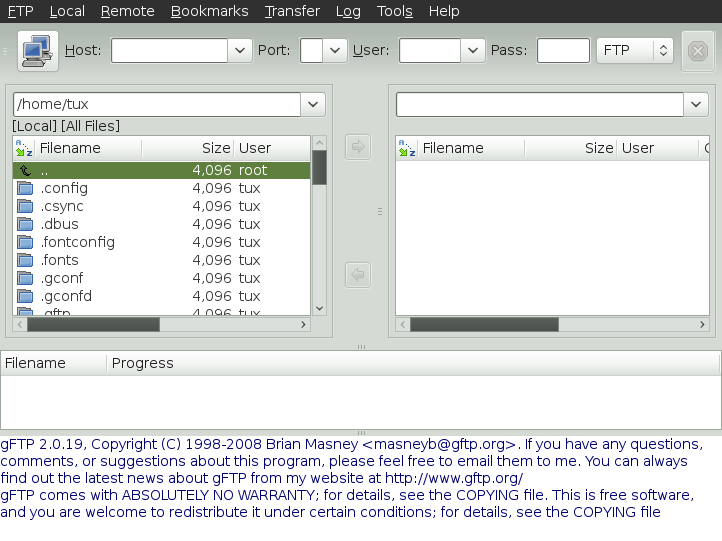 FTP Local Remote Bookmarks Transfer Log Tools Help
Host: Port: User: Pass: FTP
/home/tux
[Local] [All Files]
Filename Size User
Filename Size User
.. 4,096 root
.config 4,096 tux
.csync 4,096 tux
.dbus 4,096 tux
.fontconfig 4,096 tux
.fonts 4,096 tux
.gconf 4,096 tux
.gconfd 4,096 tux
.gftp 4,096 tux
Filename Progress
gFTP 2.0.19, Copyright (C) 1998-2008 Brian Masney <masneyb@gftp.org>. If you have any questions,
comments, or suggestions about this program, please feel free to email them to me. You can always
find out the latest news about gFTP from my website at http://www.gftp.org/
gFTP comes with ABSOLUTELY NO WARRANTY; for details, see the COPYING file. This is free software,
and you are welcome to redistribute it under certain conditions; for details, see the COPYING file